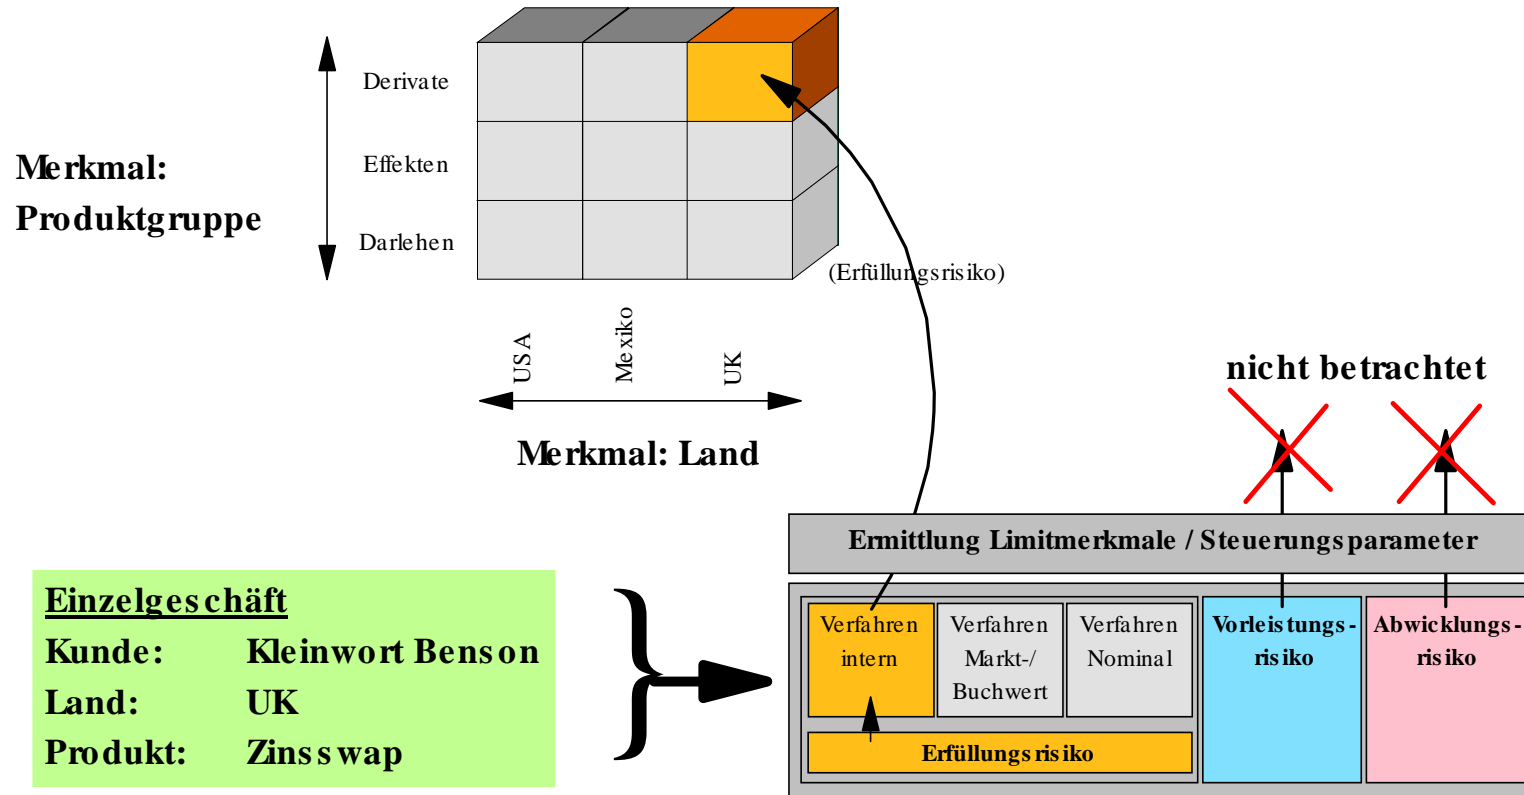 Derivate
Merkmal:
Effekten
Produktgruppe
Darlehen
(Erfüllungsrisiko)
USA
Mexiko
UK
nicht betrachtet
Merkmal: Land
Ermittlung Limitmerkmale / Steuerungsparameter
Einzelgeschäft
Kunde: Kleinwort Benson
Land: UK
Produkt: Zinsswap
Verfahren
intern
Verfahren
Markt-/
Buchwert
Verfahren
Nominal
Vorleistungs-
risiko
Abwicklungs-
risiko
Erfüllungsrisiko